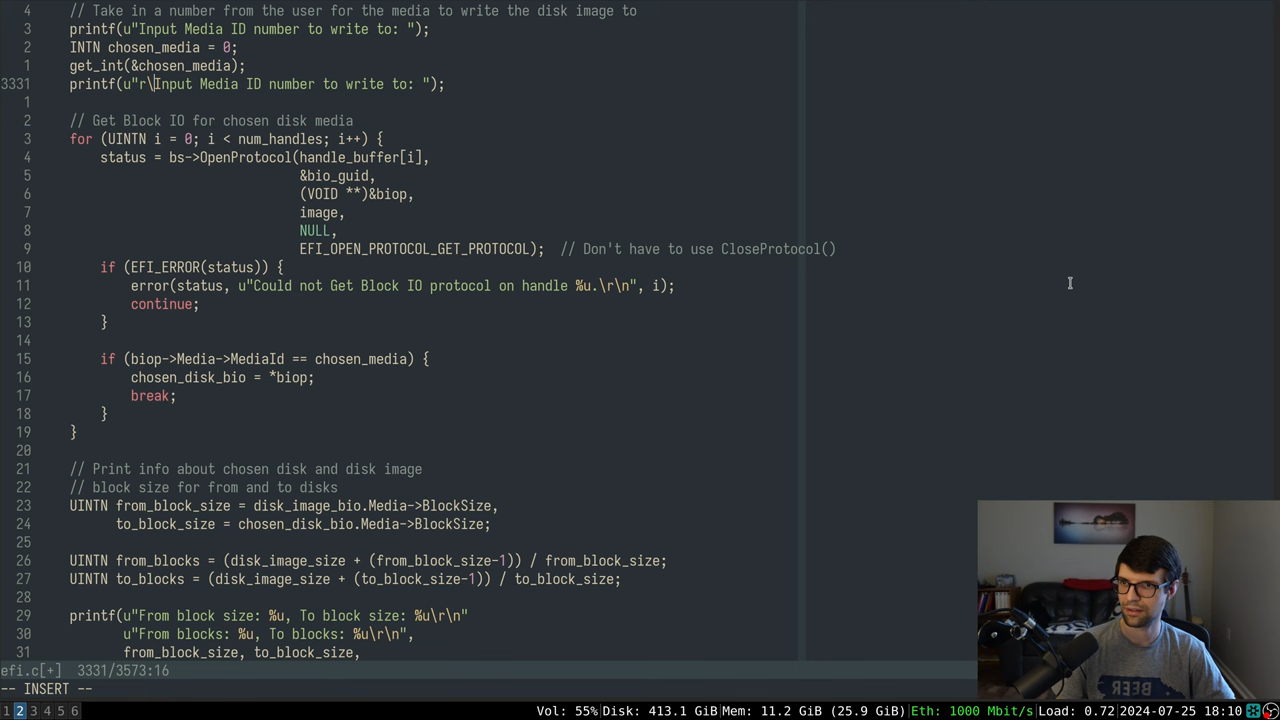 4    // Take in a number from the user for the media to write the disk image to
3    printf(u"Input Media ID number to write to: ");
2    INTN chosen_media = 0;
1    get_int(&chosen_media);
3331    printf(u"r\Input Media ID number to write to: ");
1
2    // Get Block IO for chosen disk media
3    for (UINTN i = 0; i < num_handles; i++) {
4        status = bs->OpenProtocol(handle_buffer[i],
5                                  &bio_guid,
6                                  (VOID **)&biop,
7                                  image,
8                                  NULL,
9                                  EFI_OPEN_PROTOCOL_GET_PROTOCOL);  // Don't have to use CloseProtocol()
10        if (EFI_ERROR(status)) {
11            error(status, u"Could not Get Block IO protocol on handle %u.\r\n", i);
12            continue;
13        }
14
15        if (biop->Media->MediaId == chosen_media) {
16            chosen_disk_bio = *biop;
17            break;
18        }
19    }
20
21    // Print info about chosen disk and disk image
22    // block size for from and to disks
23    UINTN from_block_size = disk_image_bio.Media->BlockSize,
24          to_block_size = chosen_disk_bio.Media->BlockSize;
25
26    UINTN from_blocks = (disk_image_size + (from_block_size-1)) / from_block_size;
27    UINTN to_blocks = (disk_image_size + (to_block_size-1)) / to_block_size;
28
29    printf(u"From block size: %u, To block size: %u\r\n"
30           u"From blocks: %u, To blocks: %u\r\n",
31           from_block_size, to_block_size,
efi.c[+]  3331/3573:16
-- INSERT --
1 2 3 4 5 6 Vol: 55%|Disk: 413.1 GiB|Mem: 11.2 GiB (25.9 GiB)|Eth: 1000 Mbit/s|Load: 0.72|2024-07-25 18:10
BEER